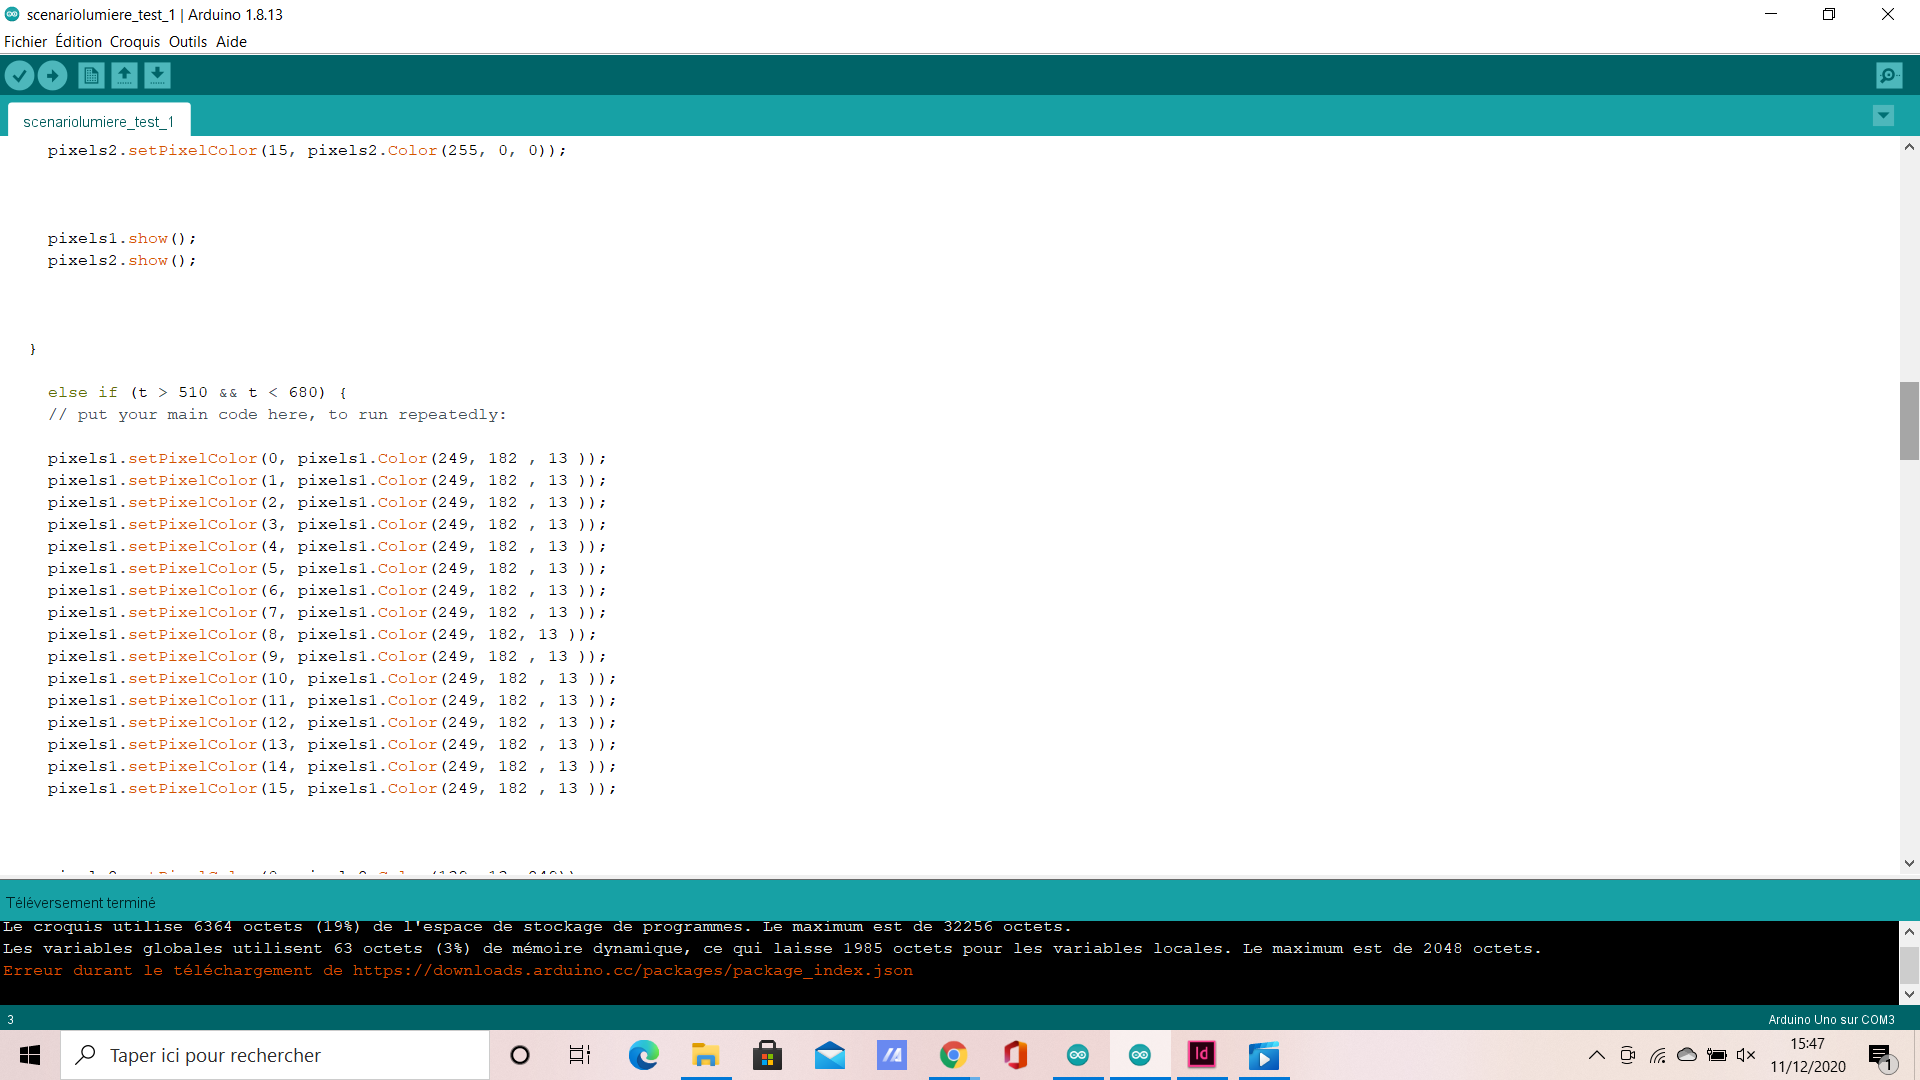 scenariolumiere_test_1 | Arduino 1.8.13
Fichier Édition Croquis Outils Aide
scenariolumiere_test_1
pixels2.setPixelColor(15, pixels2.Color(255, 0, 0));
pixels1.show();
pixels2.show();
}
else if (t > 510 && t < 680) {
// put your main code here, to run repeatedly:
pixels1.setPixelColor(0, pixels1.Color(249, 182 , 13 ));
pixels1.setPixelColor(1, pixels1.Color(249, 182 , 13 ));
pixels1.setPixelColor(2, pixels1.Color(249, 182 , 13 ));
pixels1.setPixelColor(3, pixels1.Color(249, 182 , 13 ));
pixels1.setPixelColor(4, pixels1.Color(249, 182 , 13 ));
pixels1.setPixelColor(5, pixels1.Color(249, 182 , 13 ));
pixels1.setPixelColor(6, pixels1.Color(249, 182 , 13 ));
pixels1.setPixelColor(7, pixels1.Color(249, 182 , 13 ));
pixels1.setPixelColor(8, pixels1.Color(249, 182, 13 ));
pixels1.setPixelColor(9, pixels1.Color(249, 182 , 13 ));
pixels1.setPixelColor(10, pixels1.Color(249, 182 , 13 ));
pixels1.setPixelColor(11, pixels1.Color(249, 182 , 13 ));
pixels1.setPixelColor(12, pixels1.Color(249, 182 , 13 ));
pixels1.setPixelColor(13, pixels1.Color(249, 182 , 13 ));
pixels1.setPixelColor(14, pixels1.Color(249, 182 , 13 ));
pixels1.setPixelColor(15, pixels1.Color(249, 182 , 13 ));
Téléversement terminé
Le croquis utilise 6364 octets (19%) de l'espace de stockage de programmes. Le maximum est de 32256 octets.
Les variables globales utilisent 63 octets (3%) de mémoire dynamique, ce qui laisse 1985 octets pour les variables locales. Le maximum est de 2048 octets.
Erreur durant le téléchargement de https://downloads.arduino.cc/packages/package_index.json
3
Arduino Uno sur COM3
Taper ici pour rechercher
Id
15:47
11/12/2020
1